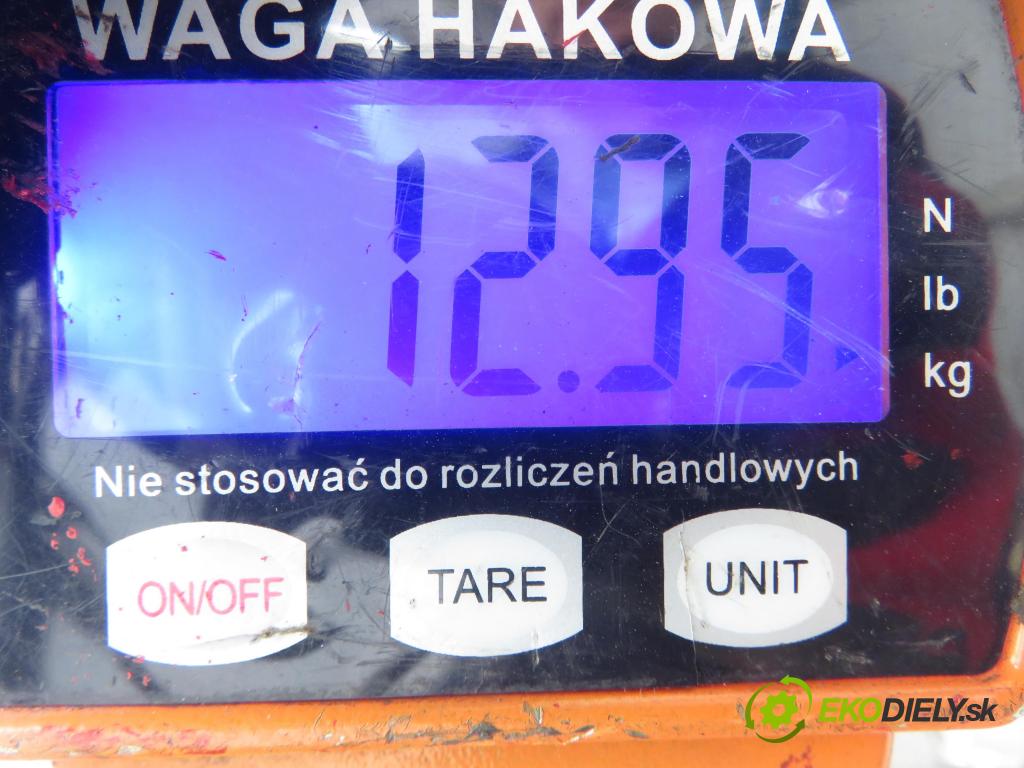 WAGA HAKOWA
12.95
N
lb
kg
Nie stosować do rozliczeń handlowych
ON/OFF TARE UNIT
EKODIELY.sk